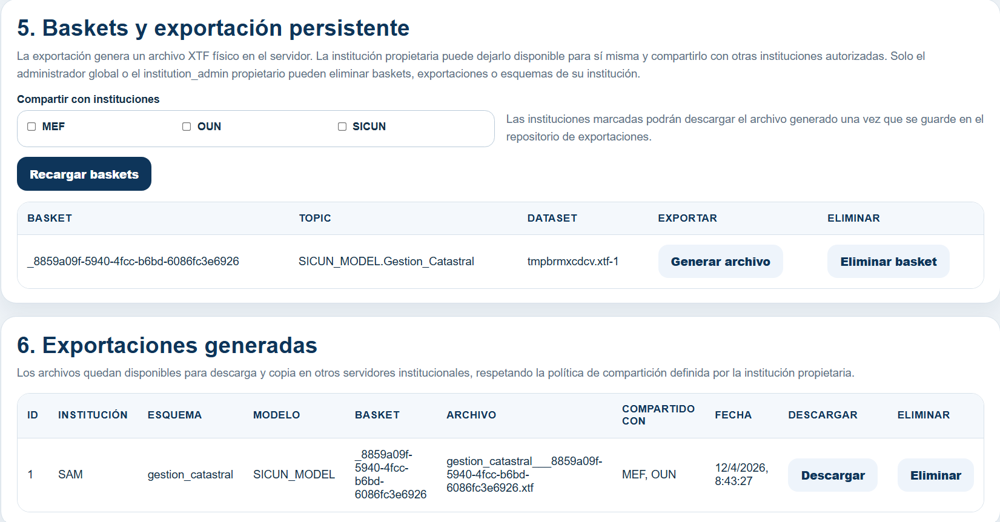 5. Baskets y exportación persistente
La exportación genera un archivo XTF físico en el servidor. La institución propietaria puede dejarlo disponible para sí misma y compartirlo con otras instituciones autorizadas. Solo el
administrador global o el institution_admin propietario pueden eliminar baskets, exportaciones o esquemas de su institución.
Compartir con instituciones
MEF OUN SICUN
Las instituciones marcadas podrán descargar el archivo generado una vez que se guarde en el
repositorio de exportaciones.
Recargar baskets
BASKET TOPIC DATASET EXPORTAR ELIMINAR
_8859a09f-5940-4fcc-b6bd-6086fc3e6926 SICUN_MODEL.Gestion_Catastral tmpbrmxcdcv.xtf-1 Generar archivo Eliminar basket
6. Exportaciones generadas
Los archivos quedan disponibles para descarga y copia en otros servidores institucionales, respetando la política de compartición definida por la institución propietaria.
ID INSTITUCIÓN ESQUEMA MODELO BASKET ARCHIVO COMPARTIDO
CON FECHA DESCARGAR ELIMINAR
1 SAM gestion_catastral SICUN_MODEL
_8859a09f-
5940-4fcc-
b6bd-
6086fc3e6926
gestion_catastral___8859a09f-
5940-4fcc-b6bd-
6086fc3e6926.xtf
MEF, OUN
12/4/2026,
8:43:27
Descargar Eliminar